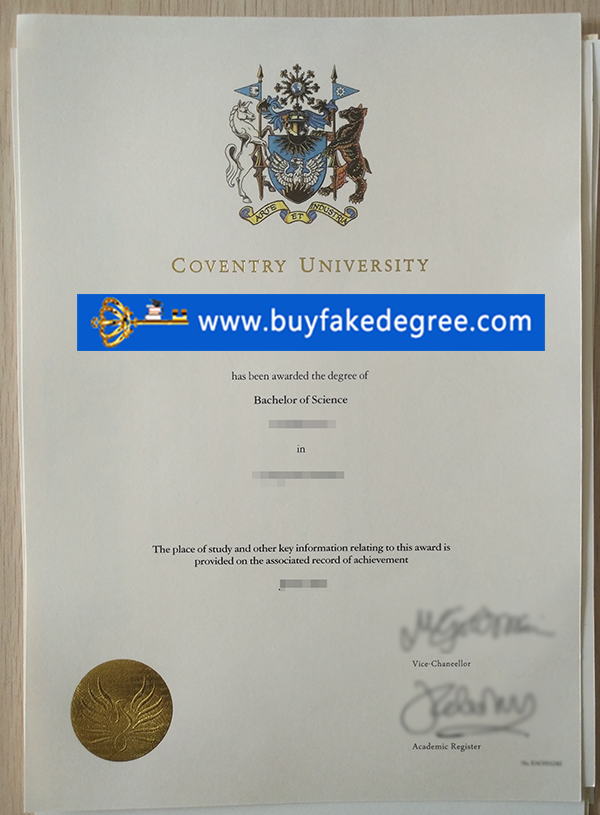 ARTE ET INDUSTRIA
COVENTRY UNIVERSITY
www.buyfakedegree.com
has been awarded the degree of
Bachelor of Science
in
The place of study and other key information relating to this award is
provided on the associated record of achievement
Vice-Chancellor
Academic Register